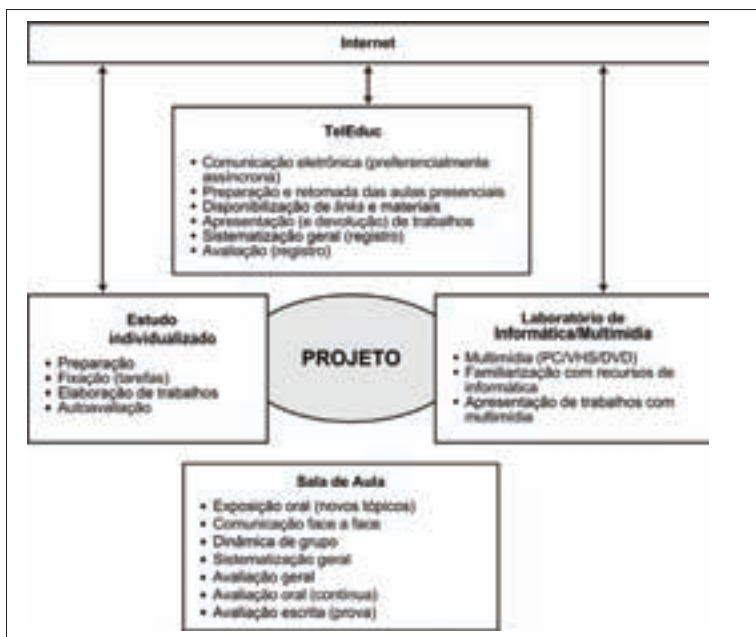 Internet
TelEduc
• Comunicação eletrônica (preferencialmente
assíncrona)
• Preparação e retomada das aulas presenciais
• Disponibilização de links e materiais
• Apresentação (e devolução) de trabalhos
• Sistematização geral (registro)
• Avaliação (registro)
Estudo
individualizado
• Preparação
• Fixação (tarefas)
• Elaboração de trabalhos
• Autoavaliação
PROJETO
Laboratório de
Informática/Multimídia
• Multimídia (PC/VHS/DVD)
• Familiarização com recursos de
informática
• Apresentação de trabalhos com
multimídia
Sala de Aula
• Exposição oral (novos tópicos)
• Comunicação face a face
• Dinâmica de grupo
• Sistematização geral
• Avaliação geral
• Avaliação oral (contínua)
• Avaliação escrita (prova)